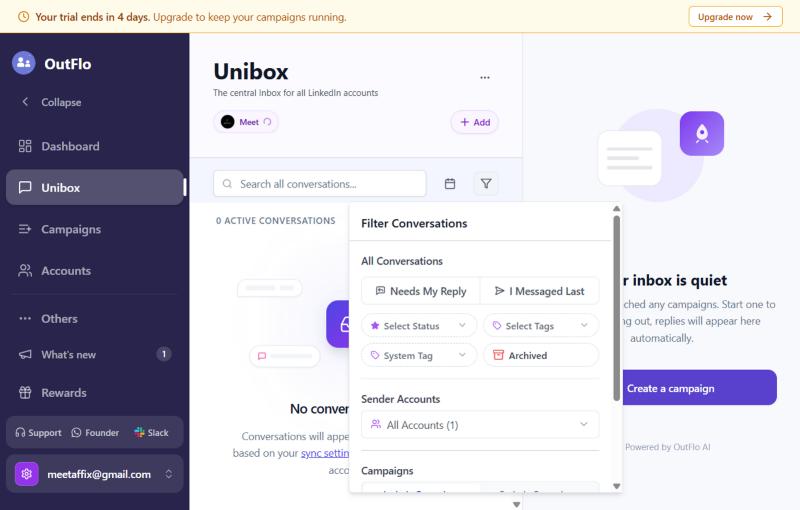 Your trial ends in 4 days. Upgrade to keep your campaigns running.
Upgrade now
OutFlo
Collapse
Dashboard
Unibox
Campaigns
Accounts
Others
What's new 1
Rewards
Support Founder Slack
meetaffix@gmail.com
Unibox
The central Inbox for all LinkedIn accounts
Meet
Add
Search all conversations...
0 ACTIVE CONVERSATIONS
No conver
Conversations will appe
based on your sync settin
acco
Filter Conversations
All Conversations
Needs My Reply I Messaged Last
Select Status Select Tags
System Tag Archived
Sender Accounts
All Accounts (1)
Campaigns
r inbox is quiet
ched any campaigns. Start one to
ng out, replies will appear here
automatically.
Create a campaign
Powered by OutFlo AI